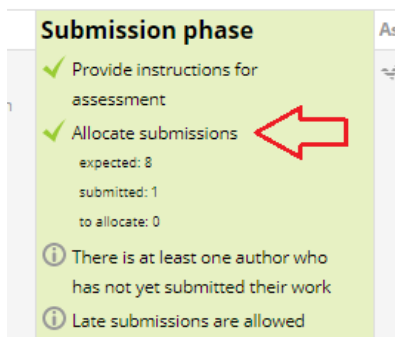 Submission phase
As
Provide instructions for
assessment
Allocate submissions
expected: 8
submitted: 1
to allocate: 0
There is at least one author who
has not yet submitted their work
Late submissions are allowed